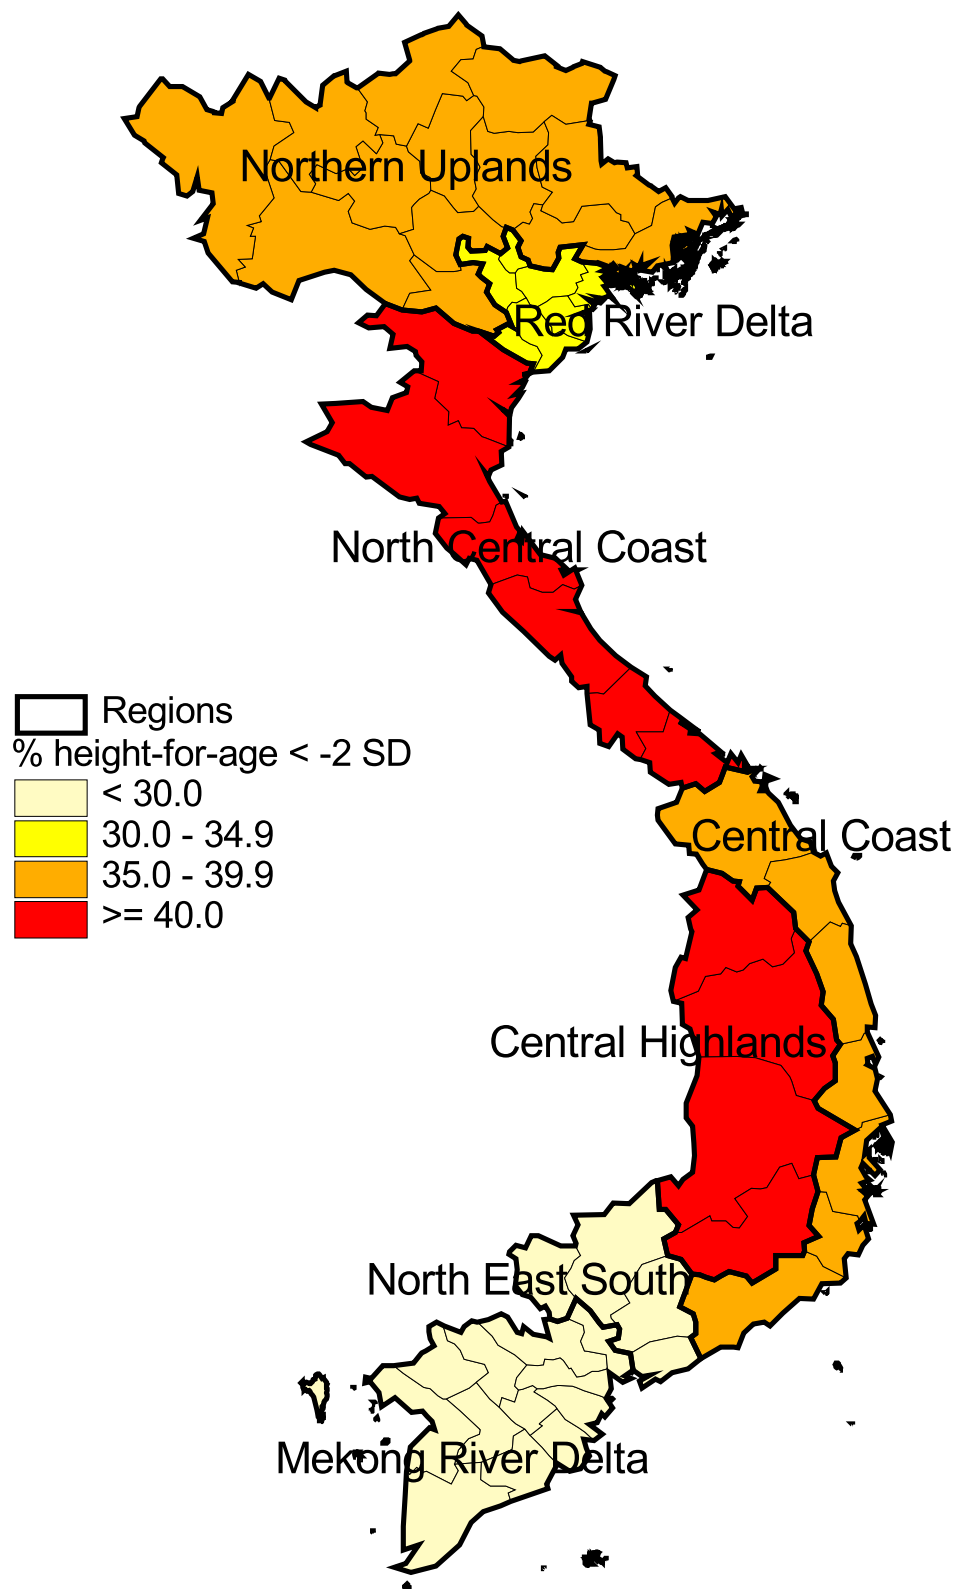 Northern Uplands
Red River Delta
North Central Coast
Regions
% height-for-age < -2 SD
< 30.0
30.0 - 34.9
35.0 - 39.9
>= 40.0
Central Coast
Central Highlands
North East South
Mekong River Delta